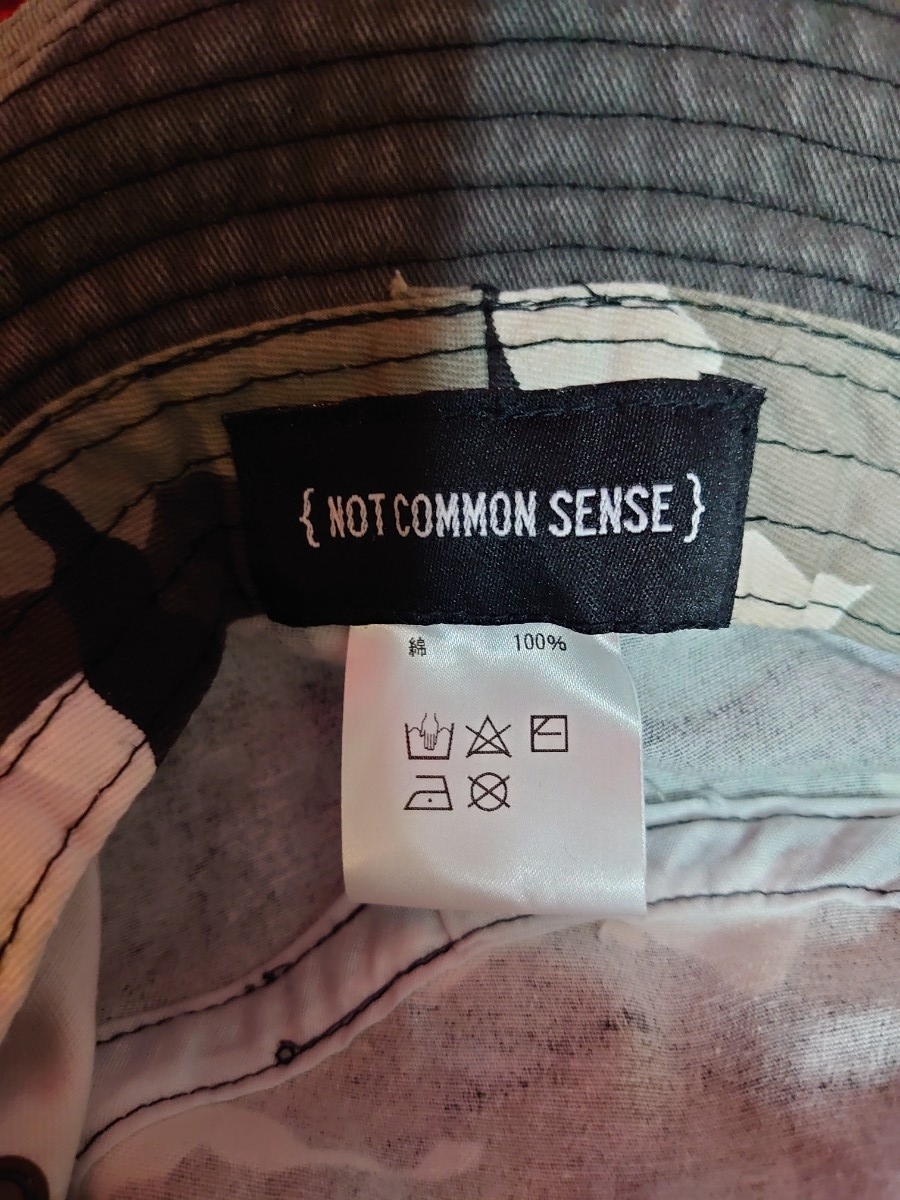 { NOT COMMON SENSE }
綿 100%